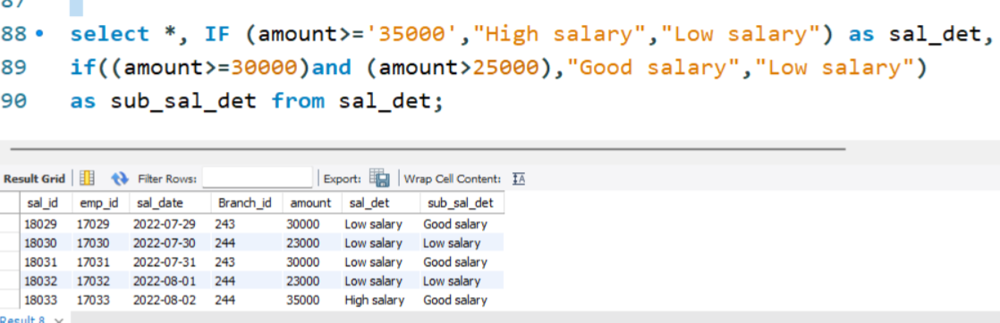 87
88 select *, IF (amount>='35000',"High salary","Low salary") as sal_det,
89 if((amount>=30000)and (amount>25000),"Good salary","Low salary")
90 as sub_sal_det from sal_det;
Result Grid Filter Rows: Export: Wrap Cell Content:
sal_id emp_id sal_date Branch_id amount sal_det sub_sal_det
18029 17029 2022-07-29 243 30000 Low salary Good salary
18030 17030 2022-07-30 244 23000 Low salary Low salary
18031 17031 2022-07-31 243 30000 Low salary Good salary
18032 17032 2022-08-01 244 23000 Low salary Low salary
18033 17033 2022-08-02 244 35000 High salary Good salary
Result 8